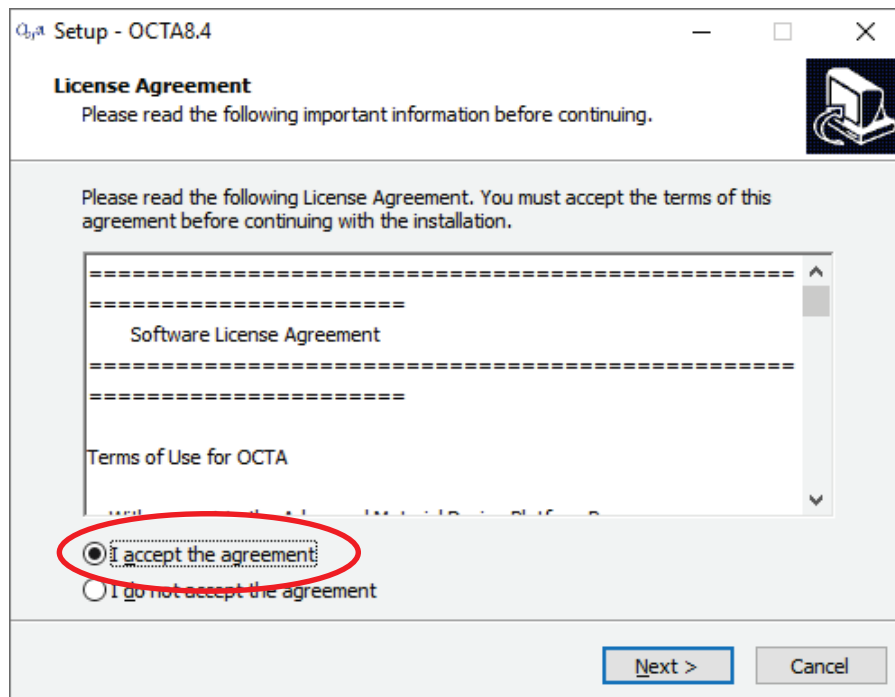 Setup - OCTA8.4
License Agreement
Please read the following important information before continuing.
Please read the following License Agreement. You must accept the terms of this
agreement before continuing with the installation.
=================================================
======================
Software License Agreement
=================================================
======================
Terms of Use for OCTA
I accept the agreement
I do not accept the agreement
Next >
Cancel